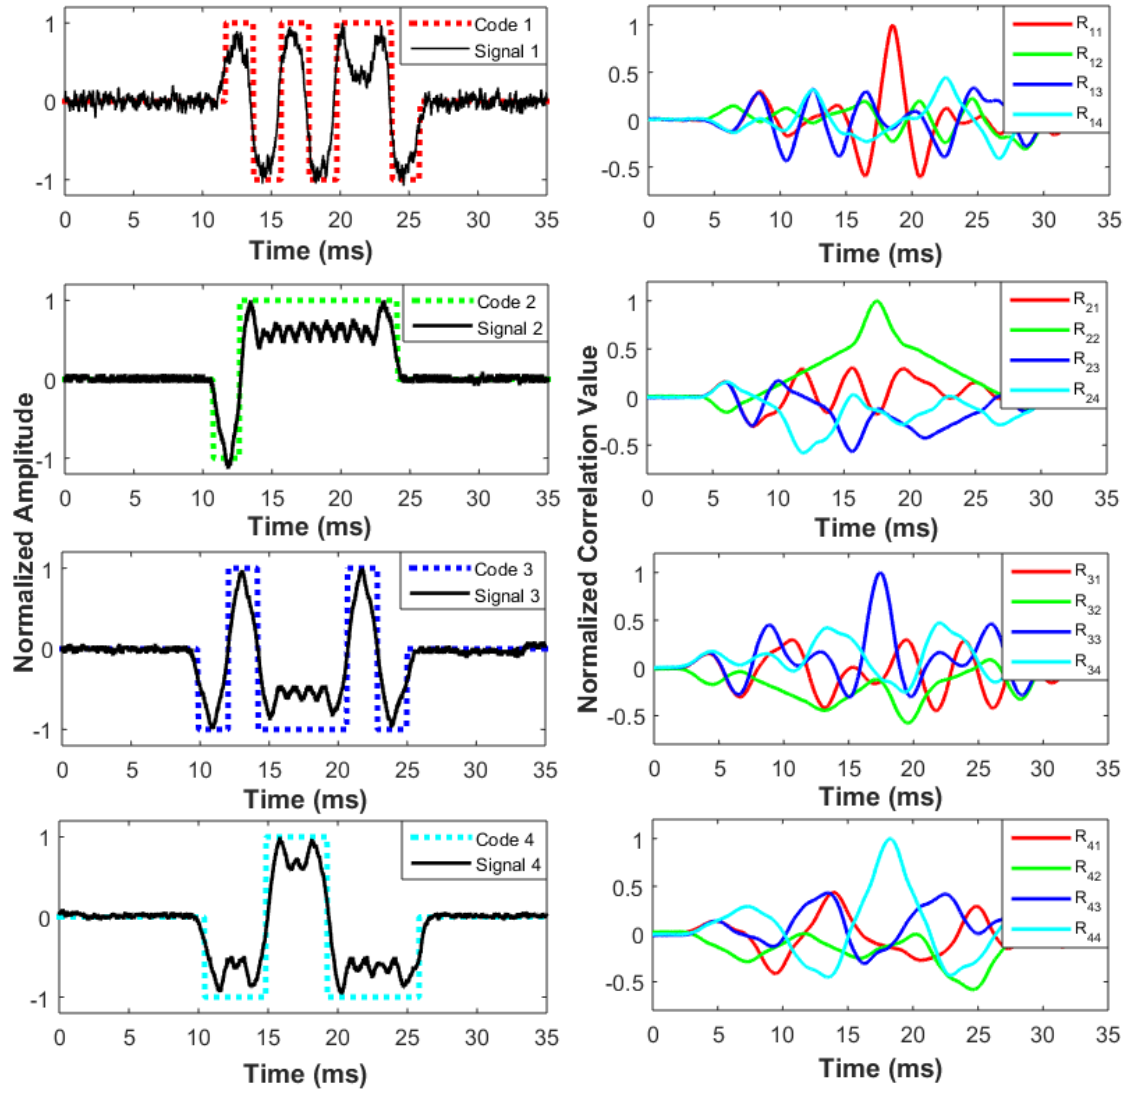 Normalized Amplitude
Normalized Correlation Value
1
0
-1
Code 1
Signal 1
0 5 10 15 20 25 30 35
Time (ms)
1
0.5
0
-0.5
R11
R12
R13
R14
0 5 10 15 20 25 30 35
Time (ms)
1
0
-1
Code 2
Signal 2
0 5 10 15 20 25 30 35
Time (ms)
1
0.5
0
-0.5
R21
R22
R23
R24
0 5 10 15 20 25 30 35
Time (ms)
1
0
-1
Code 3
Signal 3
0 5 10 15 20 25 30 35
Time (ms)
1
0.5
0
-0.5
R31
R32
R33
R34
0 5 10 15 20 25 30 35
Time (ms)
1
0
-1
Code 4
Signal 4
0 5 10 15 20 25 30 35
Time (ms)
1
0.5
0
-0.5
R41
R42
R43
R44
0 5 10 15 20 25 30 35
Time (ms)